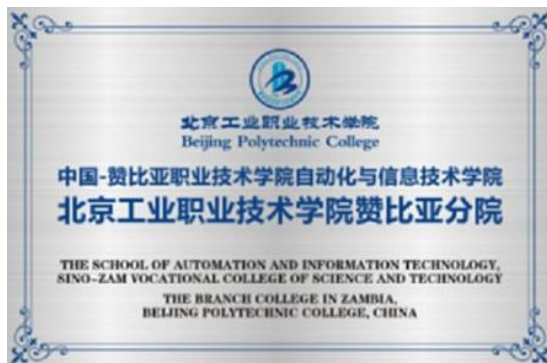 北京工业职业技术学院
Beijing Polytechnic College
中国-赞比亚职业技术学院自动化与信息技术学院
北京工业职业技术学院赞比亚分院
THE SCHOOL OF AUTOMATION AND INFORMATION TECHNOLOGY,
SINO-ZAM VOCATIONAL COLLEGE OF SCIENCE AND TECHNOLOGY
THE BRANCH COLLEGE IN ZAMBIA,
BEIJING POLYTECHNIC COLLEGE, CHINA